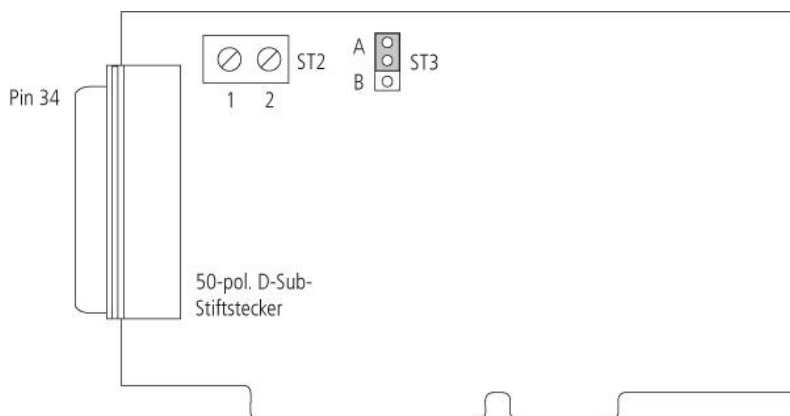 A
ST2
ST3
B
Pin 34
1 2
50-pol. D-Sub-
Stiftstecker